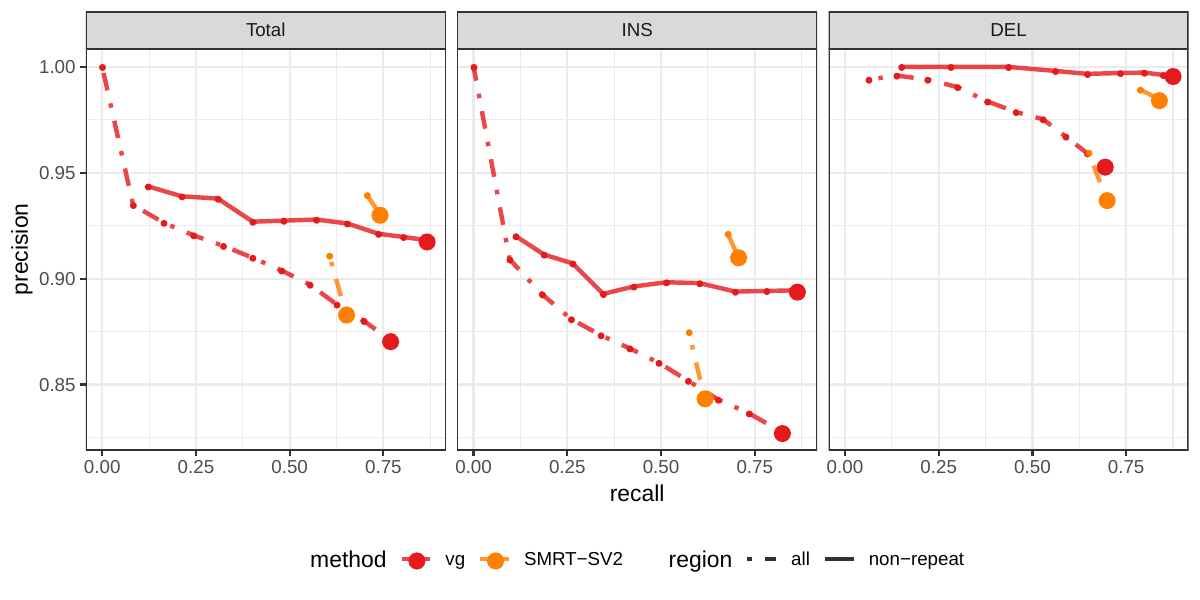 Total INS DEL
1.00
0.95
0.90
0.85
precision
0.00 0.25 0.50 0.75 0.00 0.25 0.50 0.75 0.00 0.25 0.50 0.75
recall
method vg SMRT−SV2 region all non−repeat